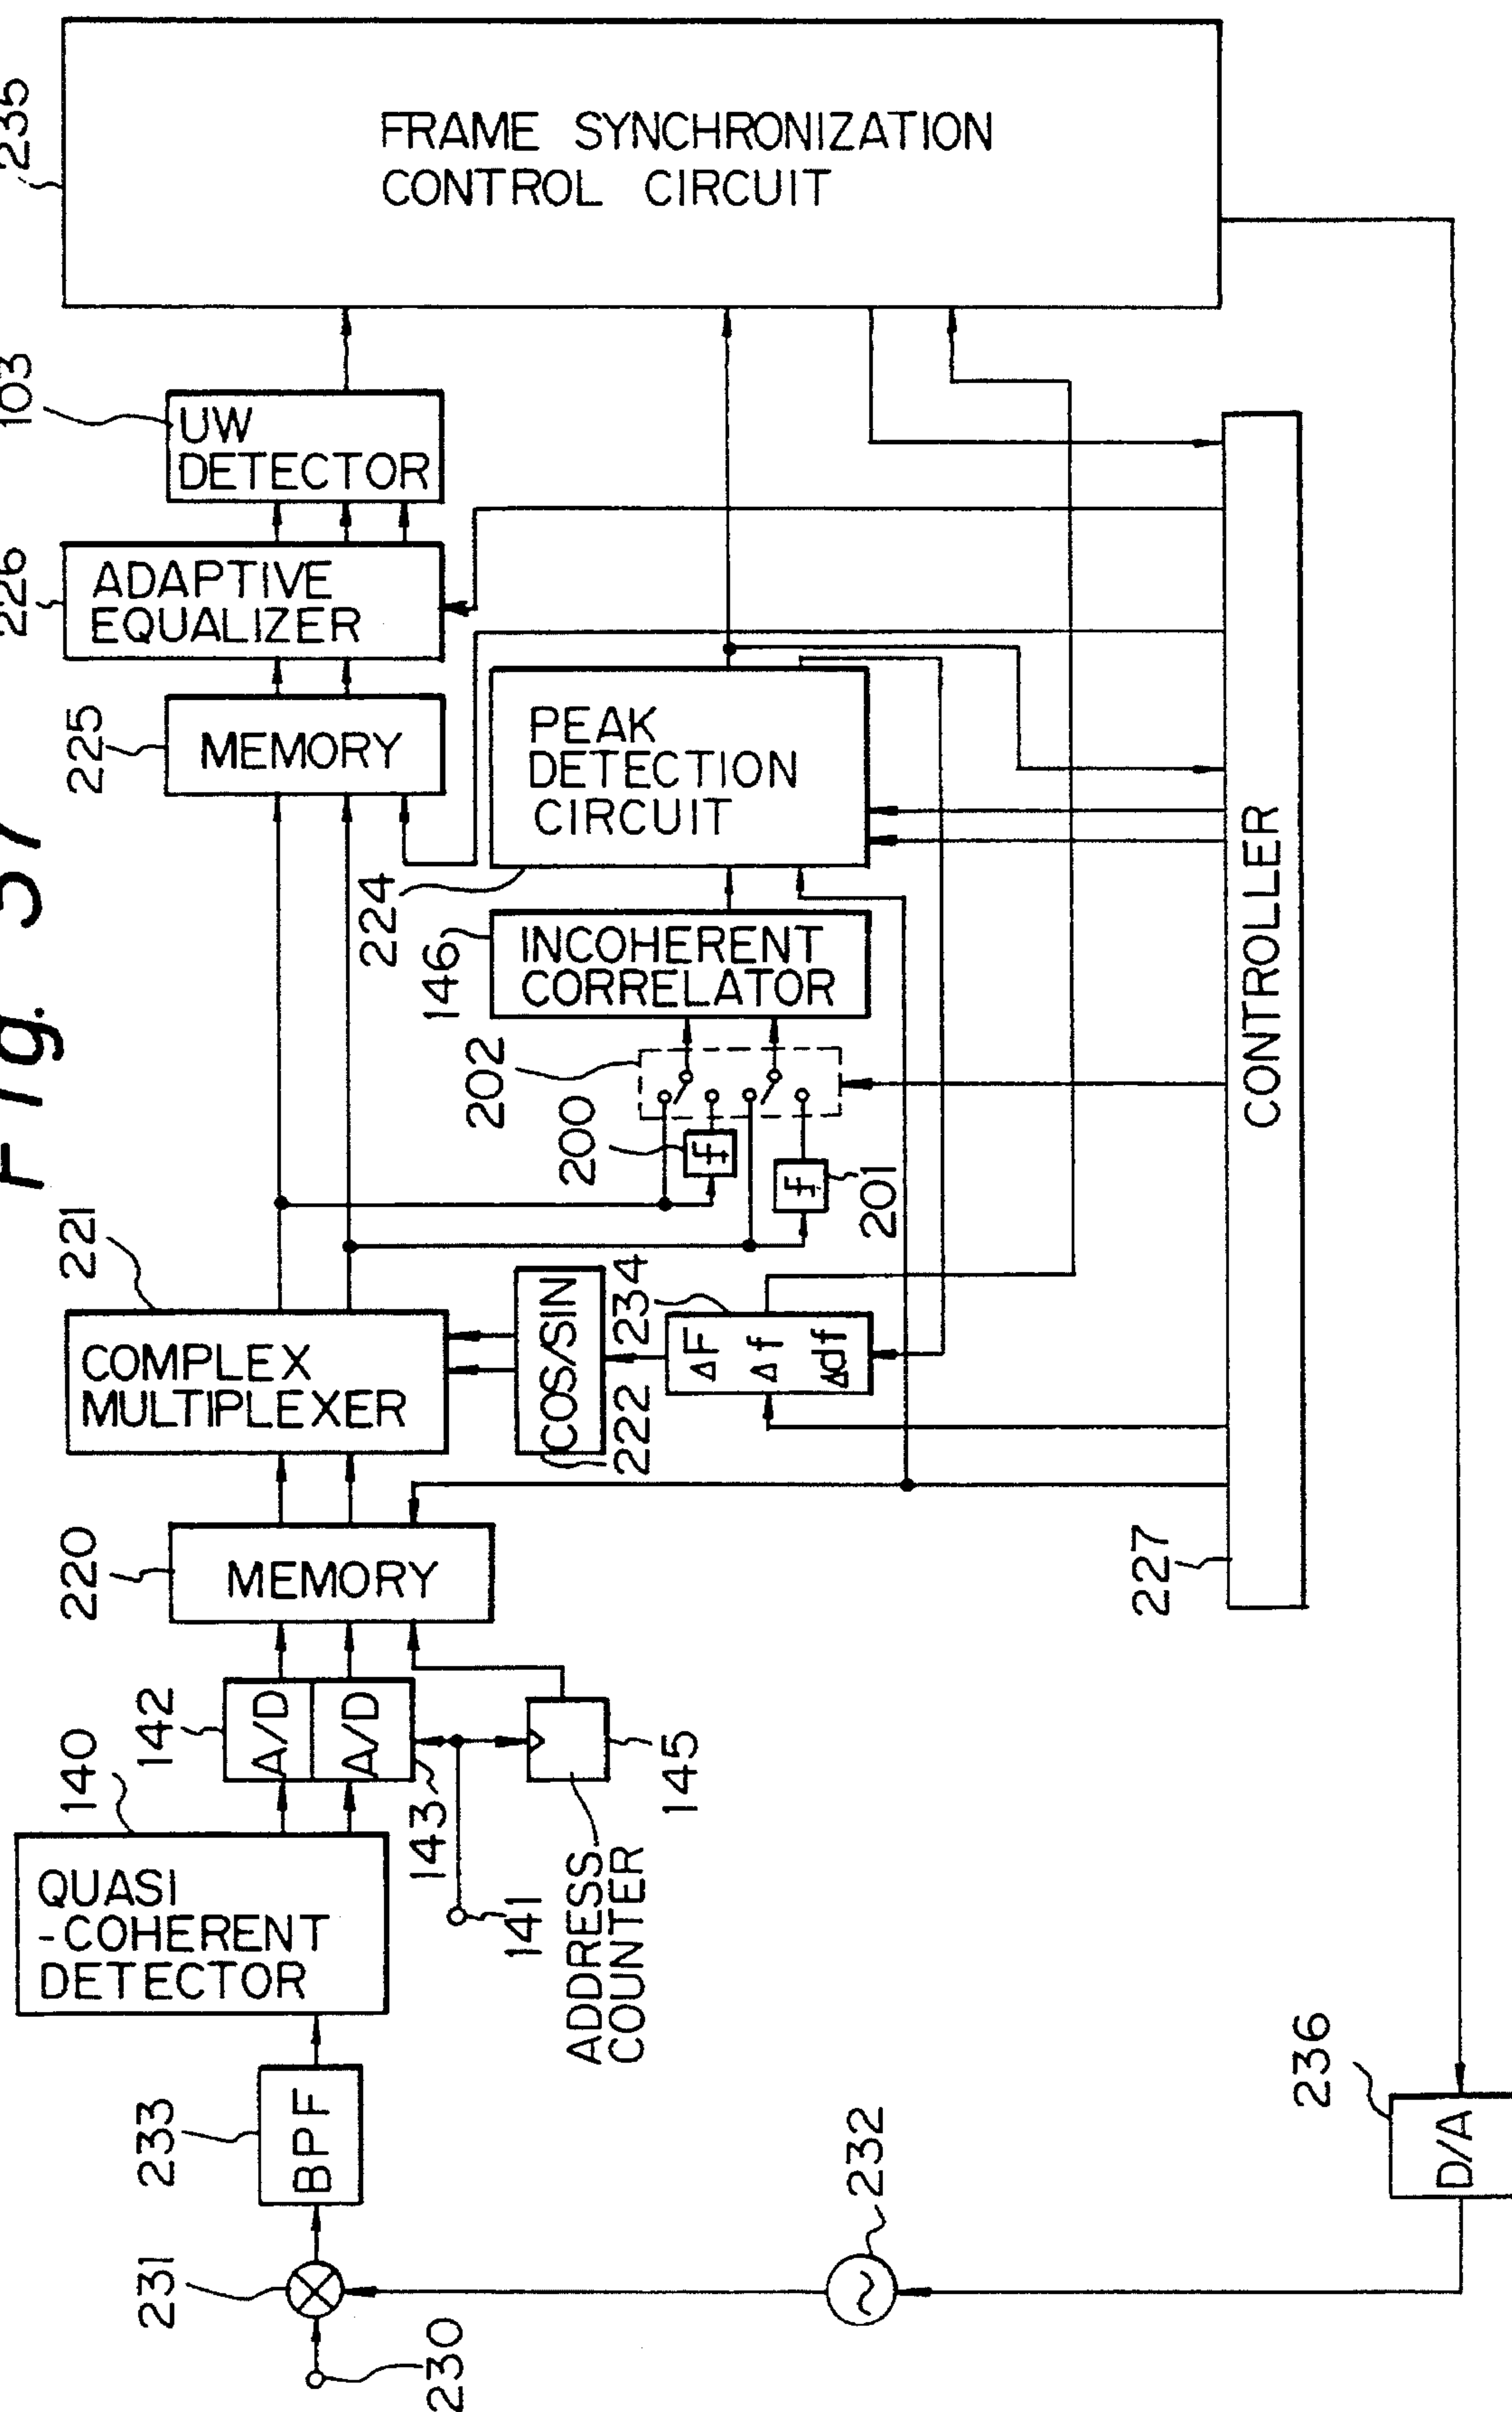 Fig. 37
230
231
233
BPF
QUASI
-COHERENT
DETECTOR
140
142
A/D
A/D
143
141
ADDRESS
COUNTER
145
220
MEMORY
COMPLEX
MULTIPLEXER
221
COS/SIN
222
234
ΔF
Δf
Δdf
200
201
202
146
INCOHERENT
CORRELATOR
224
PEAK
DETECTION
CIRCUIT
225
MEMORY
226
ADAPTIVE
EQUALIZER
103
UW
DETECTOR
235
FRAME SYNCHRONIZATION
CONTROL CIRCUIT
227
CONTROLLER
232
236
D/A